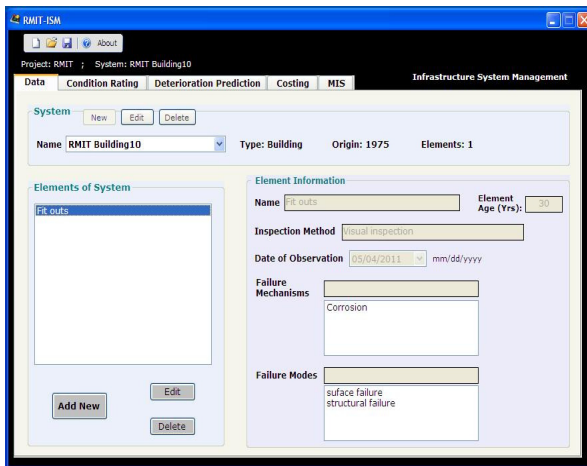 RMIT-ISM
About
Project: RMIT ; System: RMIT Building10
Infrastructure System Management
Data Condition Rating Deterioration Prediction Costing MIS
System New Edit Delete
Name RMIT Building10 Type: Building Origin: 1975 Elements: 1
Elements of System
Fit outs
Add New
Edit
Delete
Element Information
Name Fit outs Element Age (Yrs): 30
Inspection Method Visual inspection
Date of Observation 05/04/2011 mm/dd/yyyy
Failure
Mechanisms
Corrosion
Failure Modes
suface failure
structural failure